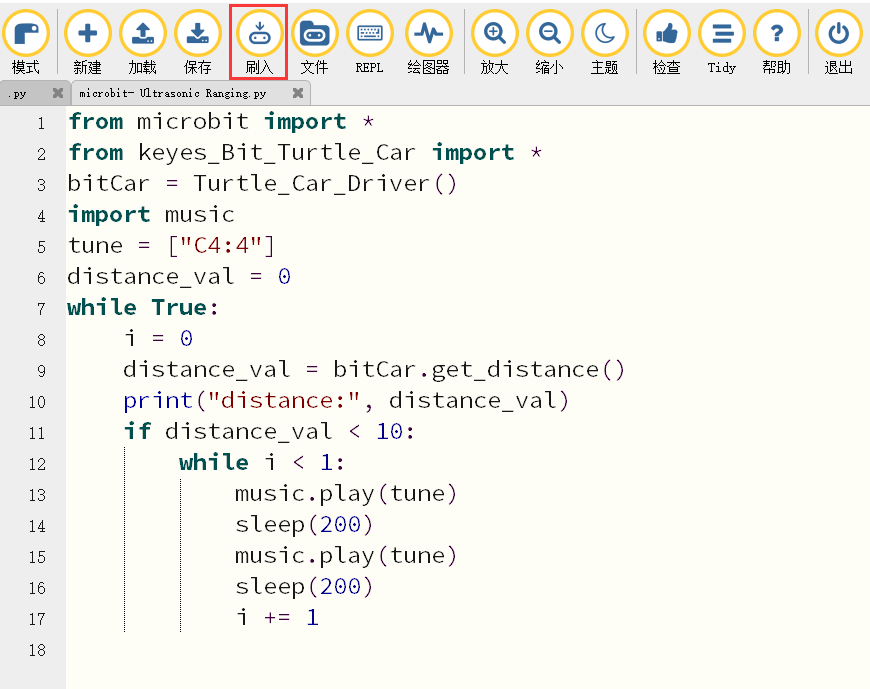 模式 新建 加载 保存 刷入 文件 REPL 绘图器 放大 缩小 主题 检查 Tidy 帮助 退出
.py microbit- Ultrasonic Ranging.py
1 from microbit import *
2 from keyes_Bit_Turtle_Car import *
3 bitCar = Turtle_Car_Driver()
4 import music
5 tune = ["C4:4"]
6 distance_val = 0
7 while True:
8     i = 0
9     distance_val = bitCar.get_distance()
10     print("distance:", distance_val)
11     if distance_val < 10:
12         while i < 1:
13             music.play(tune)
14             sleep(200)
15             music.play(tune)
16             sleep(200)
17             i += 1
18